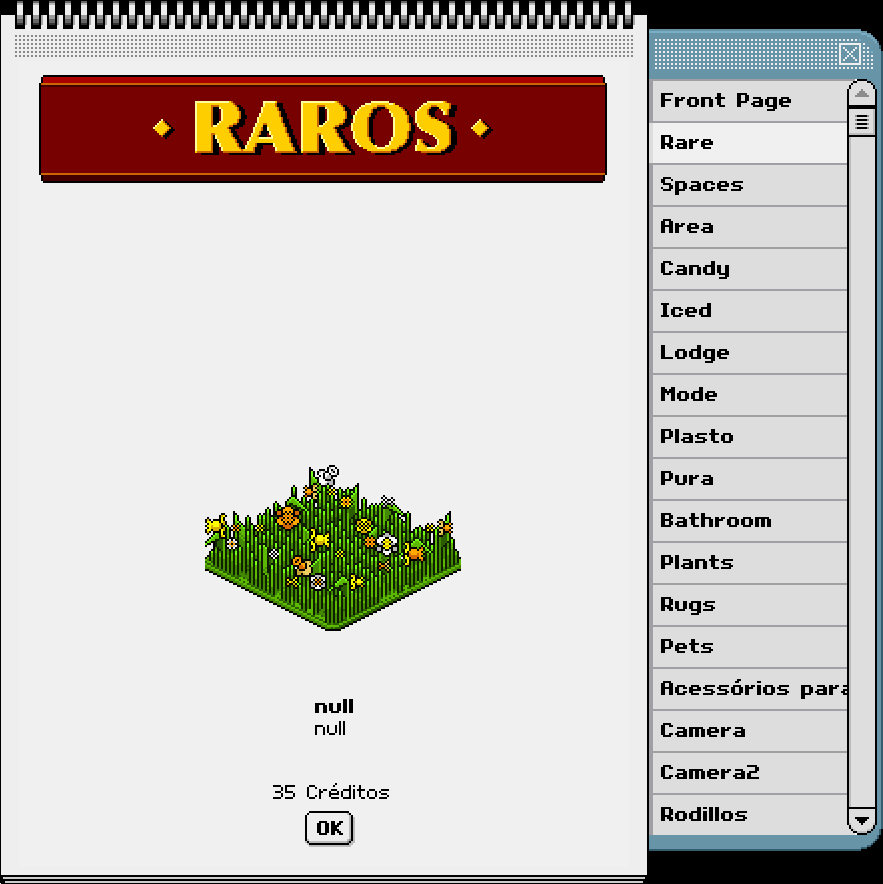 · RAROS ·
null
null
35 Créditos
OK
Front Page
Rare
Spaces
Area
Candy
Iced
Lodge
Mode
Plasto
Pura
Bathroom
Plants
Rugs
Pets
Acessórios para
Camera
Camera2
Rodillos